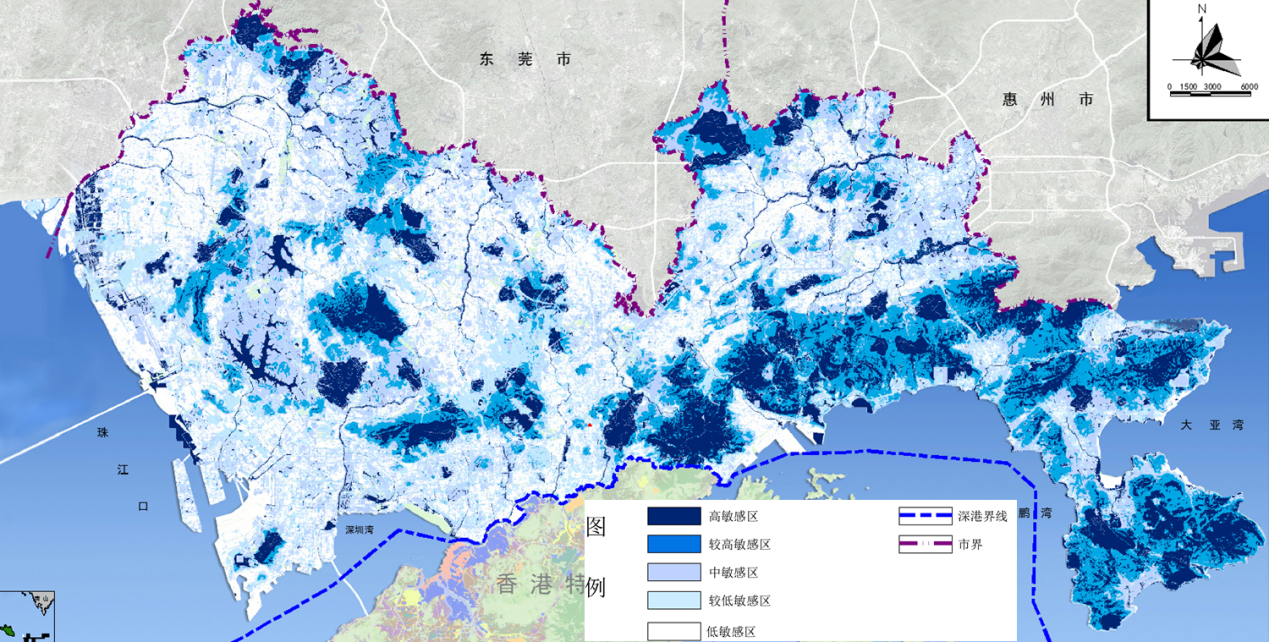 N
0 1500 3000 6000
东莞市
惠州市
珠
江
口
深圳湾
大亚湾
鹏湾
香港特
图
例
高敏感区
较高敏感区
中敏感区
较低敏感区
低敏感区
深港界线
市界